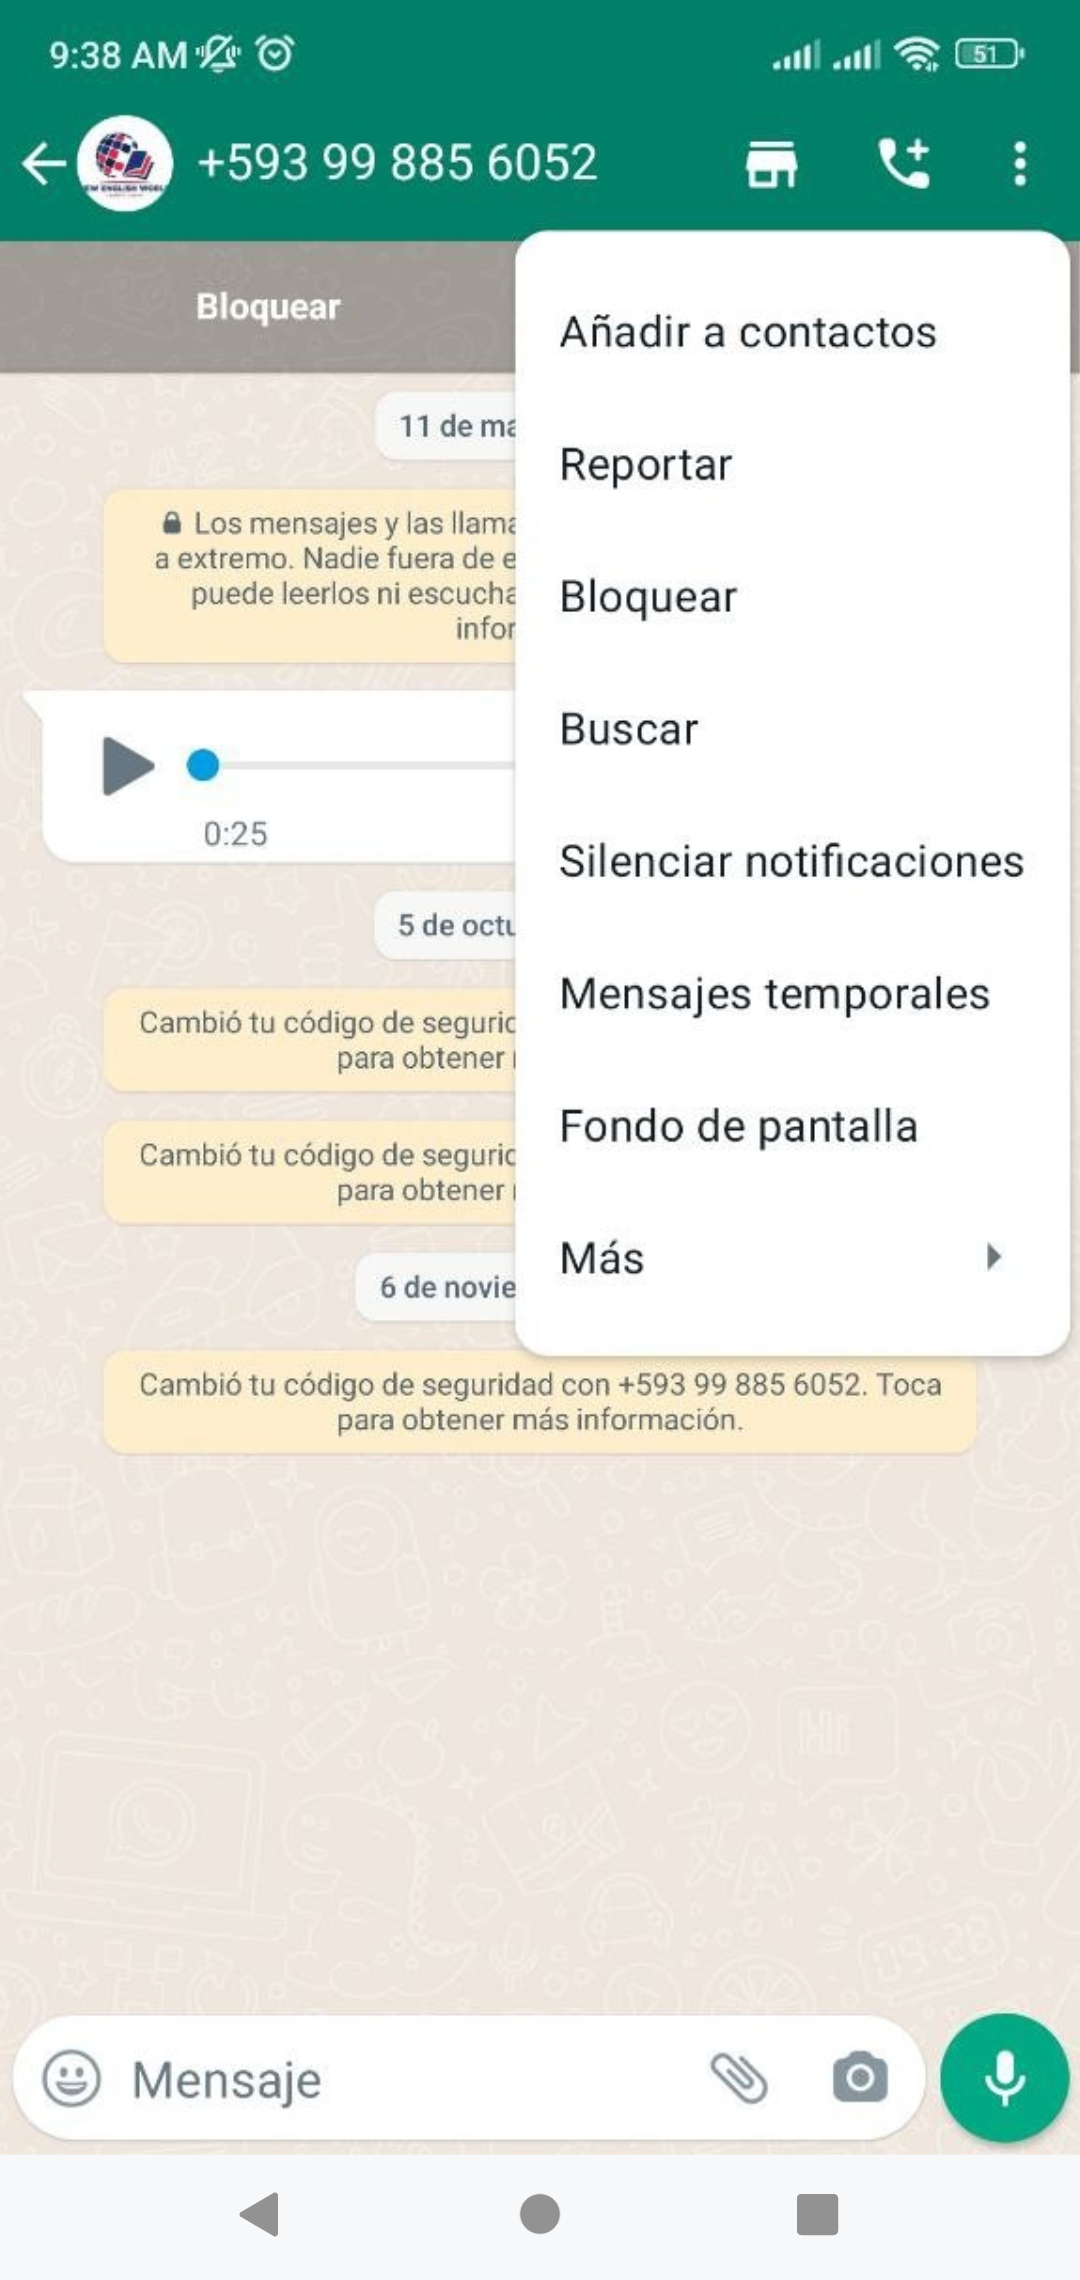 9:38 AM
51
+593 99 885 6052
Bloquear
Añadir a contactos
Reportar
Bloquear
Buscar
Silenciar notificaciones
Mensajes temporales
Fondo de pantalla
Más
11 de ma
Los mensajes y las llama
a extremo. Nadie fuera de e
puede leerlos ni escucha
infor
0:25
5 de octu
Cambió tu código de seguric
para obtener
Cambió tu código de seguric
para obtener
6 de novie
Cambió tu código de seguridad con +593 99 885 6052. Toca
para obtener más información.
Mensaje